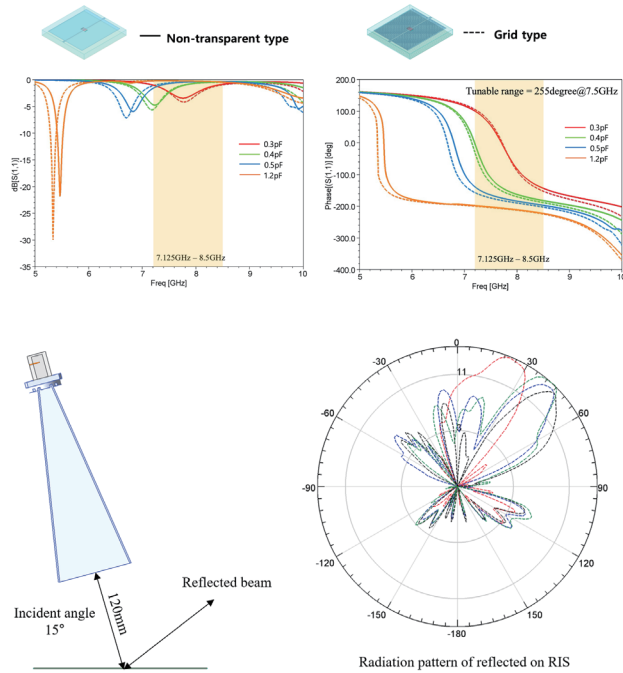 Non-transparent type
Grid type
dB[S(1,1)]
0
-5
-10
-15
-20
-25
-30
-35
5
6
7
8
9
10
Freq [GHz]
0.3pF
0.4pF
0.5pF
1.2pF
7.125GHz ~ 8.5GHz
Phase[(S(1,1)] [deg]
200.0
100.0
0.0
-100.0
-200.0
-300.0
-400.0
5
6
7
8
9
10
Freq [GHz]
Tunable range = 255degree@7.5GHz
0.3pF
0.4pF
0.5pF
1.2pF
7.125GHz ~ 8.5GHz
Incident angle
15°
120mm
Reflected beam
0
30
60
90
120
150
-180
-150
-120
-90
-60
-30
11
3
Radiation pattern of reflected on RIS